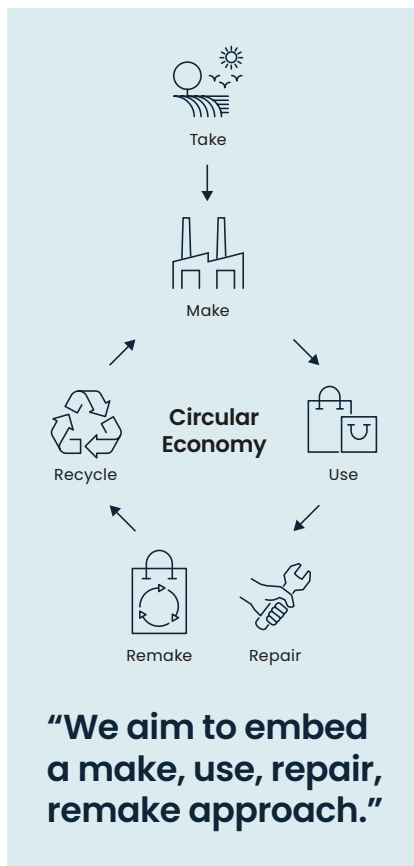 Take
Make
Circular
Economy
Recycle
Use
Remake
Repair
“We aim to embed
a make, use, repair,
remake approach.”